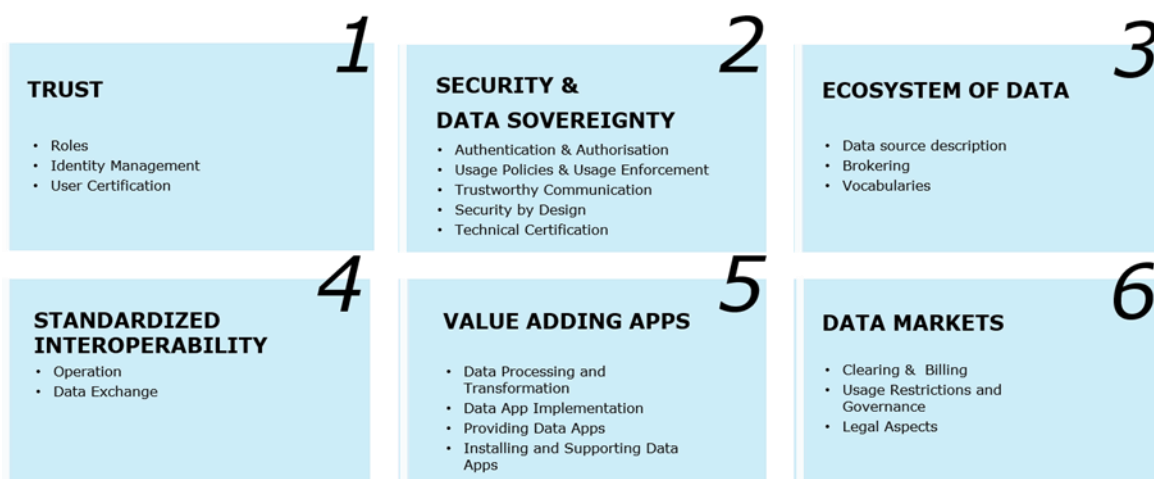 1
TRUST
• Roles
• Identity Management
• User Certification
2
SECURITY &
DATA SOVEREIGNTY
• Authentication & Authorisation
• Usage Policies & Usage Enforcement
• Trustworthy Communication
• Security by Design
• Technical Certification
3
ECOSYSTEM OF DATA
• Data source description
• Brokering
• Vocabularies
4
STANDARDIZED
INTEROPERABILITY
• Operation
• Data Exchange
5
VALUE ADDING APPS
• Data Processing and
Transformation
• Data App Implementation
• Providing Data Apps
• Installing and Supporting Data
Apps
6
DATA MARKETS
• Clearing & Billing
• Usage Restrictions and
Governance
• Legal Aspects